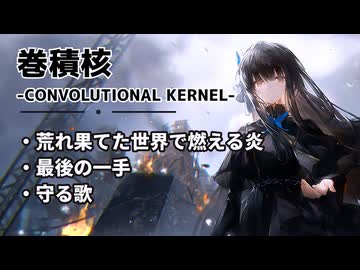 巻積核
-CONVOLUTIONAL KERNEL-
・荒れ果てた世界で燃える炎
・最後の一手
・守る歌